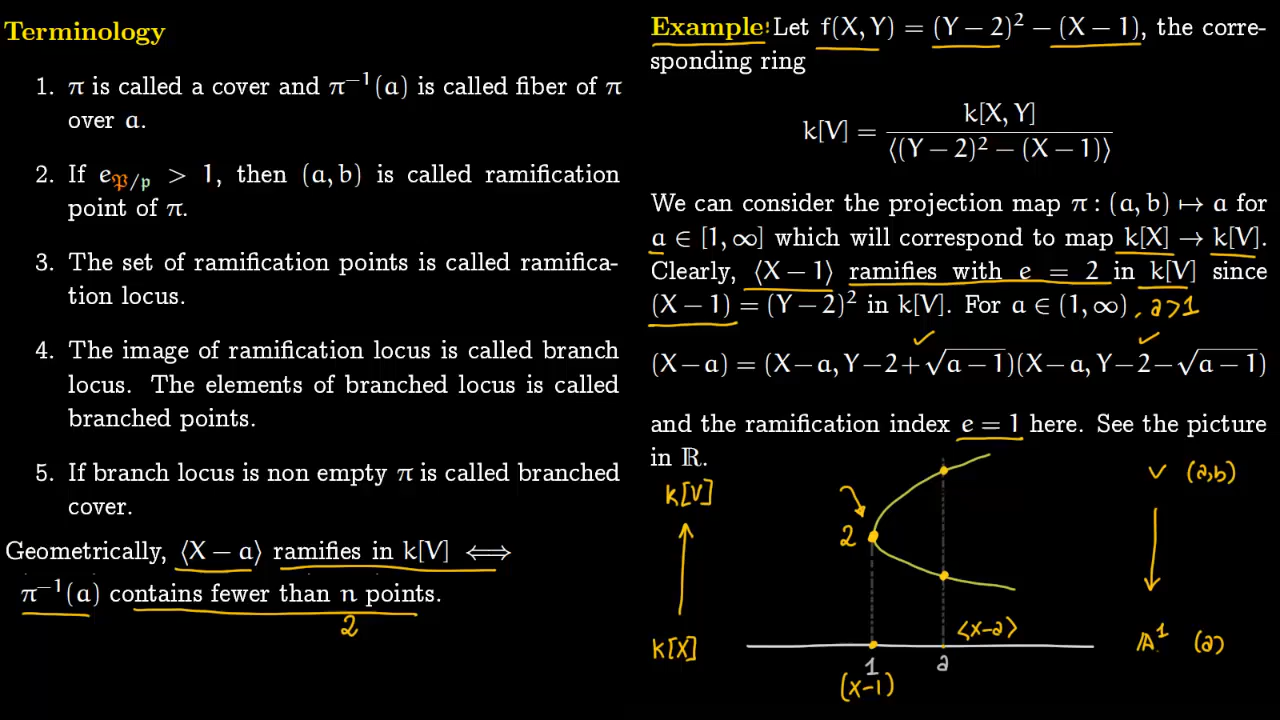 Terminology
1. π is called a cover and π⁻¹(a) is called fiber of π
over a.
2. If e_{𝔓/𝔭} > 1, then (a, b) is called ramification
point of π.
3. The set of ramification points is called ramifica-
tion locus.
4. The image of ramification locus is called branch
locus. The elements of branched locus is called
branched points.
5. If branch locus is non empty π is called branched
cover.
Geometrically, ⟨X − a⟩ ramifies in k[V] ⟺
π⁻¹(a) contains fewer than n points.
2
Example: Let f(X, Y) = (Y − 2)² − (X − 1), the corre-
sponding ring
k[V] = k[X, Y] / ⟨(Y − 2)² − (X − 1)⟩
We can consider the projection map π : (a, b) ↦ a for
a ∈ [1, ∞] which will correspond to map k[X] → k[V].
Clearly, ⟨X − 1⟩ ramifies with e = 2 in k[V] since
(X − 1) = (Y − 2)² in k[V]. For a ∈ (1, ∞) , a>1
(X − a) = (X − a, Y − 2 + √(a − 1))(X − a, Y − 2 − √(a − 1))
and the ramification index e = 1 here. See the picture
in ℝ.
k[V]
V (a,b)
2
⟨x-a⟩
k[X]
𝔸¹ (a)
1 a
(x-1)